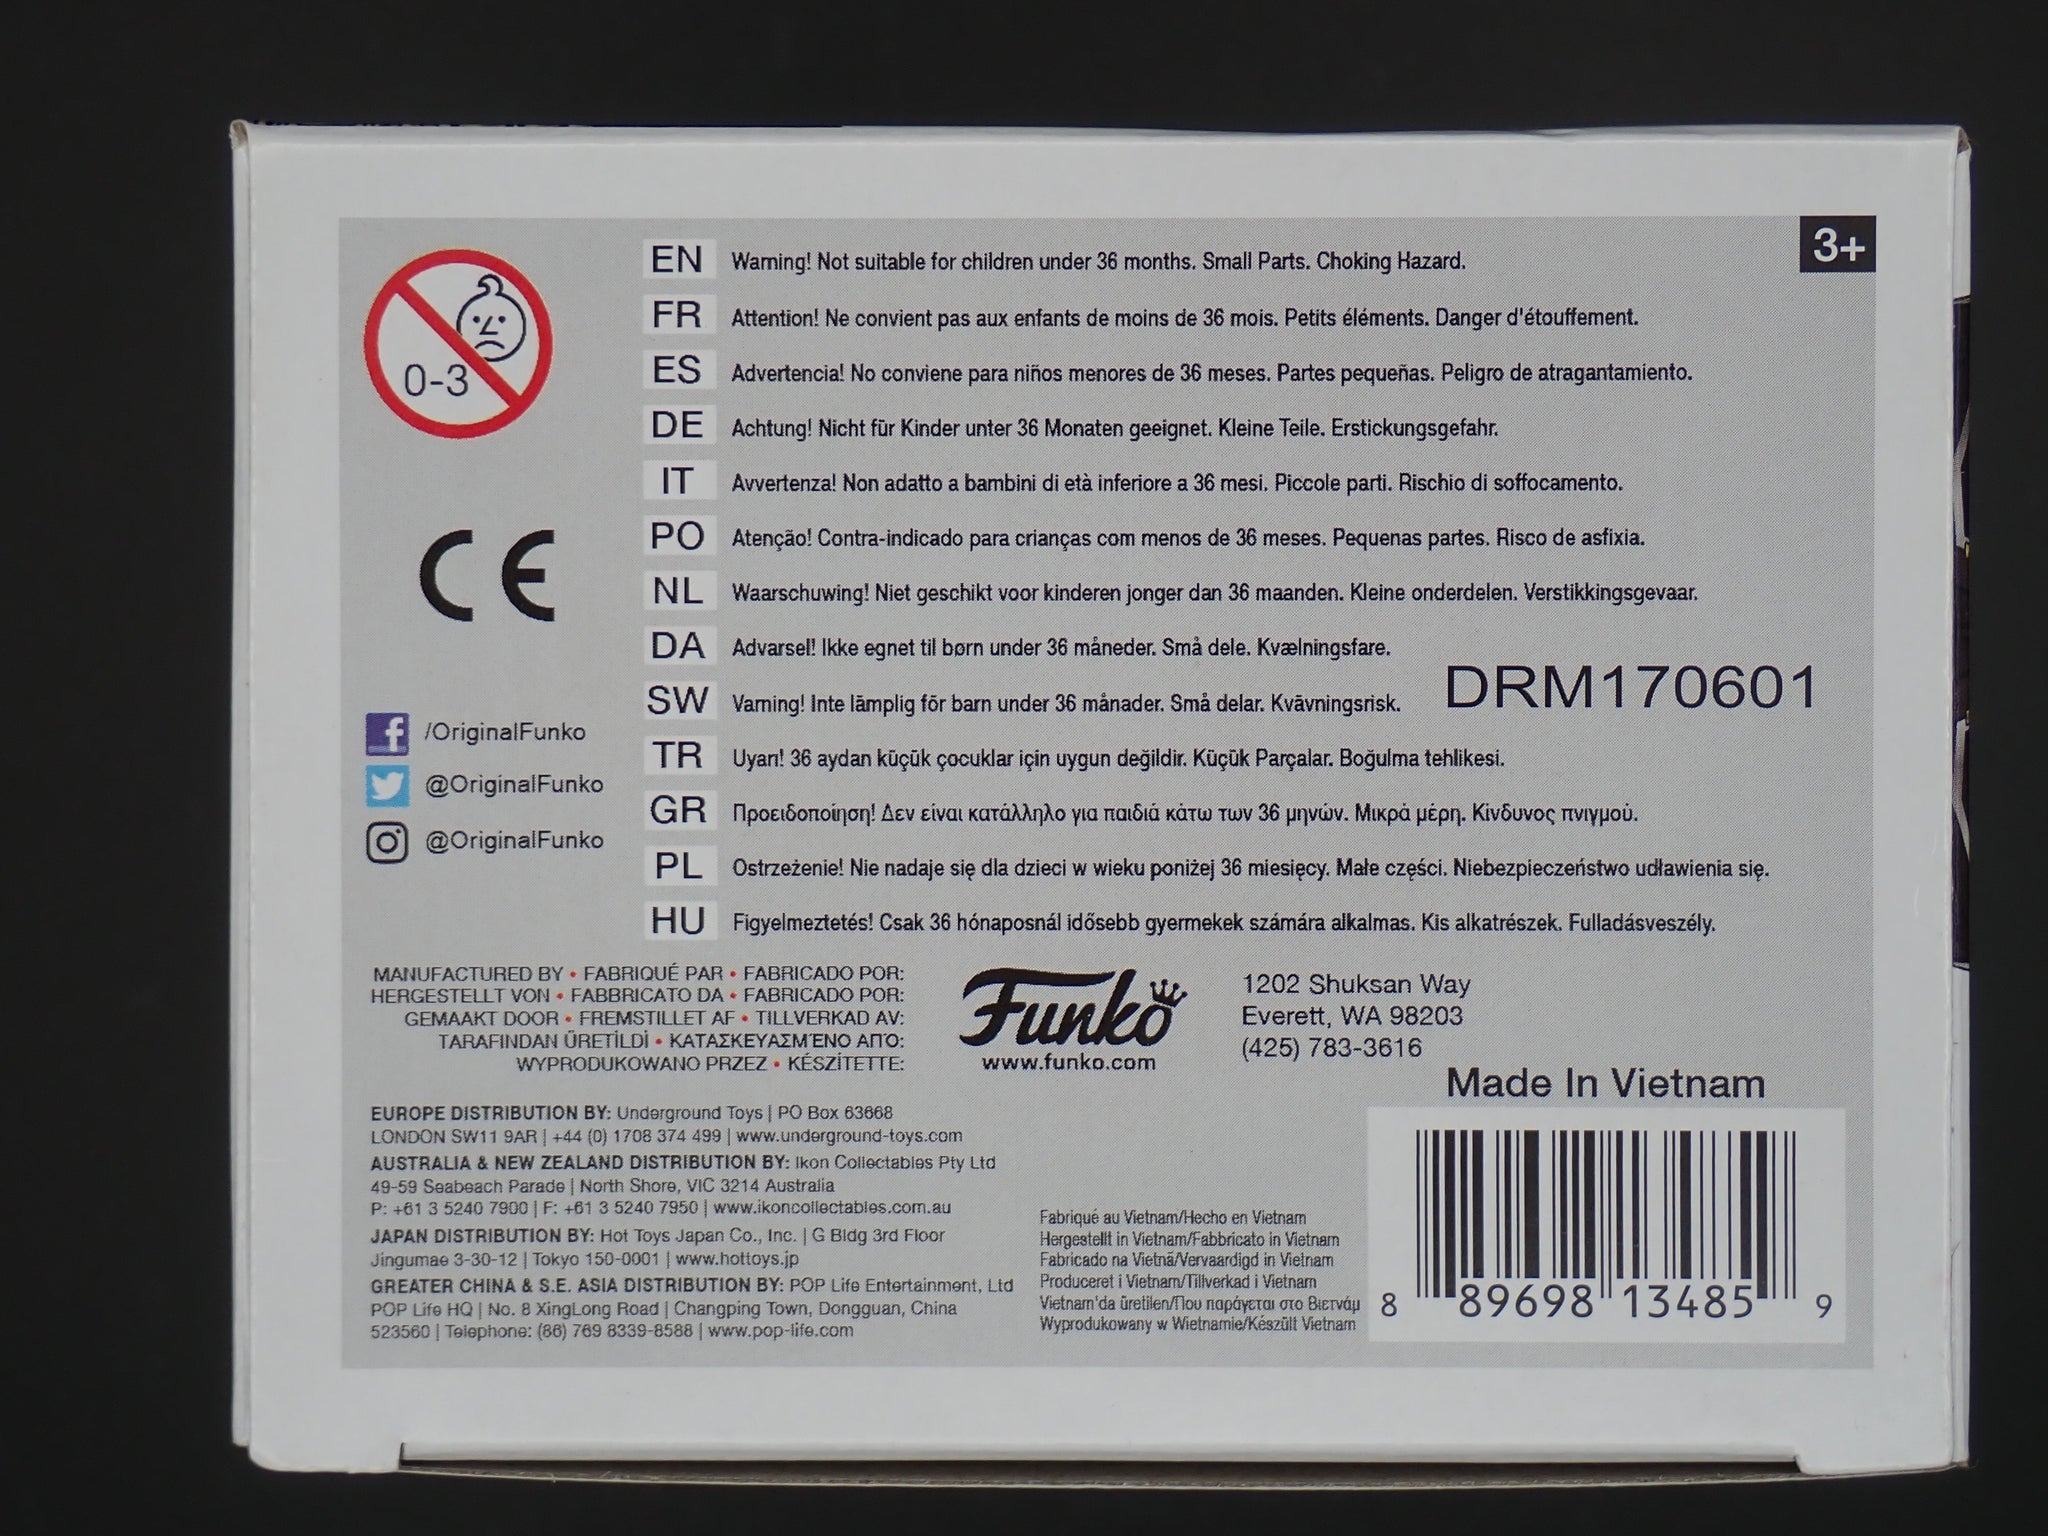 3+
0-3
EN Warning! Not suitable for children under 36 months. Small Parts. Choking Hazard.
FR Attention! Ne convient pas aux enfants de moins de 36 mois. Petits éléments. Danger d'étouffement.
ES Advertencia! No conviene para niños menores de 36 meses. Partes pequeñas. Peligro de atragantamiento.
DE Achtung! Nicht für Kinder unter 36 Monaten geeignet. Kleine Teile. Erstickungsgefahr.
IT Avvertenza! Non adatto a bambini di età inferiore a 36 mesi. Piccole parti. Rischio di soffocamento.
PO Atenção! Contra-indicado para crianças com menos de 36 meses. Pequenas partes. Risco de asfixia.
NL Waarschuwing! Niet geschikt voor kinderen jonger dan 36 maanden. Kleine onderdelen. Verstikkingsgevaar.
DA Advarsel! Ikke egnet til børn under 36 måneder. Små dele. Kvælningsfare.
SW Varning! Inte lämplig för barn under 36 månader. Små delar. Kvävningsrisk.
TR Uyarı! 36 aydan küçük çocuklar için uygun değildir. Küçük Parçalar. Boğulma tehlikesi.
GR Προειδοποίηση! Δεν είναι κατάλληλο για παιδιά κάτω των 36 μηνών. Μικρά μέρη. Κίνδυνος πνιγμού.
PL Ostrzeżenie! Nie nadaje się dla dzieci w wieku poniżej 36 miesięcy. Małe części. Niebezpieczeństwo udławienia się.
HU Figyelmeztetés! Csak 36 hónaposnál idősebb gyermekek számára alkalmas. Kis alkatrészek. Fulladásveszély.
DRM170601
CE
/OriginalFunko
@OriginalFunko
@OriginalFunko
MANUFACTURED BY • FABRIQUÉ PAR • FABRICADO POR:
HERGESTELLT VON • FABBRICATO DA • FABRICADO POR:
GEMAAKT DOOR • FREMSTILLET AF • TILLVERKAD AV:
TARAFINDAN ÜRETİLDİ • ΚΑΤΑΣΚΕΥΑΣΜΈΝΟ ΑΠΌ:
WYPRODUKOWANO PRZEZ • KÉSZÍTETTE:
Funko
www.funko.com
1202 Shuksan Way
Everett, WA 98203
(425) 783-3616
Made In Vietnam
EUROPE DISTRIBUTION BY: Underground Toys | PO Box 63668
LONDON SW11 9AR | +44 (0) 1708 374 499 | www.underground-toys.com
AUSTRALIA & NEW ZEALAND DISTRIBUTION BY: Ikon Collectables Pty Ltd
49-59 Seabeach Parade | North Shore, VIC 3214 Australia
P: +61 3 5240 7900 | F: +61 3 5240 7950 | www.ikoncollectables.com.au
JAPAN DISTRIBUTION BY: Hot Toys Japan Co., Inc. | G Bldg 3rd Floor
Jingumae 3-30-12 | Tokyo 150-0001 | www.hottoys.jp
GREATER CHINA & S.E. ASIA DISTRIBUTION BY: POP Life Entertainment, Ltd
POP Life HQ | No. 8 XingLong Road | Changping Town, Dongguan, China
523560 | Telephone: (86) 769 8339-8588 | www.pop-life.com
Fabriqué au Vietnam/Hecho en Vietnam
Hergestellt in Vietnam/Fabbricato in Vietnam
Fabricado na Vietnã/Vervaardigd in Vietnam
Produceret i Vietnam/Tillverkad i Vietnam
Vietnam'da üretilen/Που παράγεται στο Βιετνάμ
Wyprodukowany w Wietnamie/Készült Vietnam
8 89698 13485 9